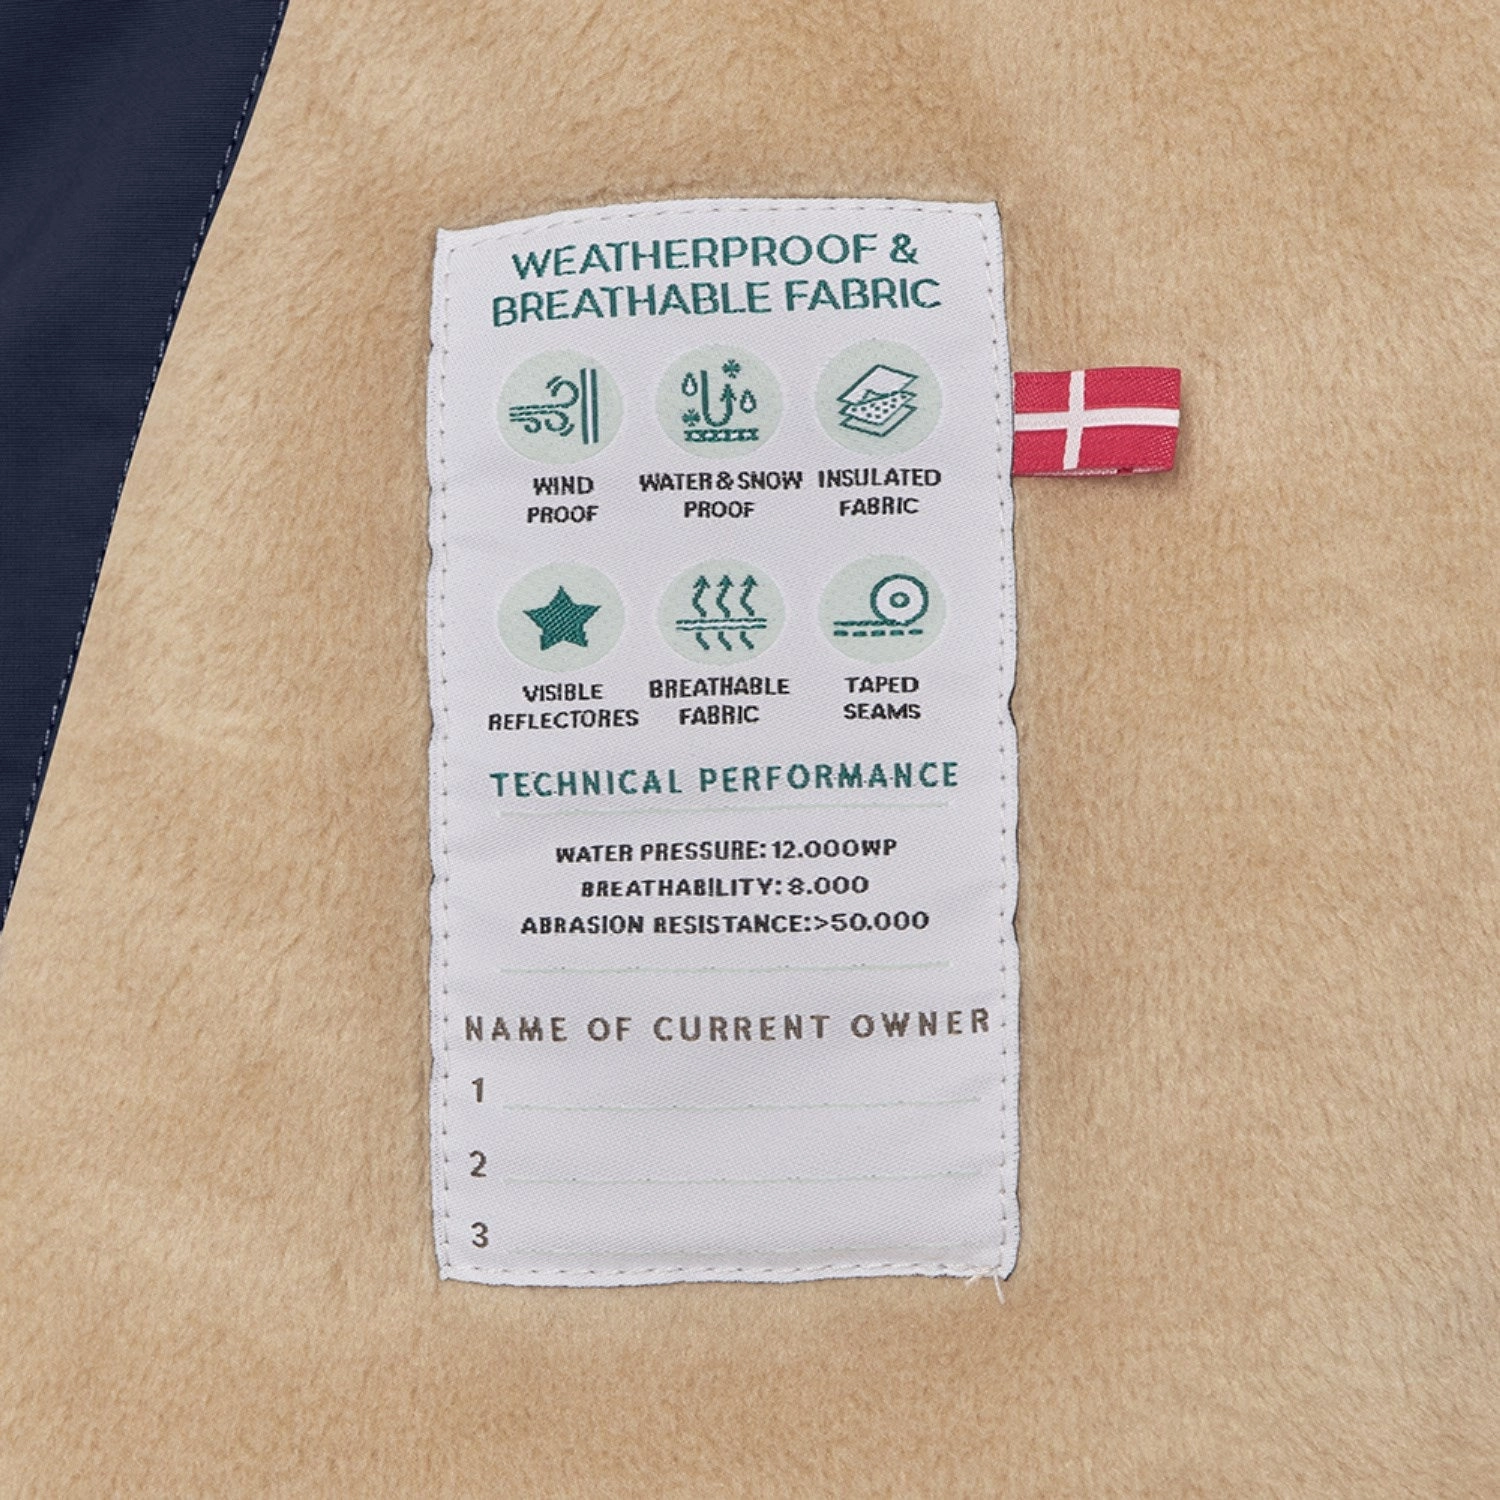 WEATHERPROOF &
BREATHABLE FABRIC
WIND
PROOF
WATER & SNOW
PROOF
INSULATED
FABRIC
VISIBLE
REFLECTORES
BREATHABLE
FABRIC
TAPED
SEAMS
TECHNICAL PERFORMANCE
WATER PRESSURE: 12.000WP
BREATHABILITY: 8.000
ABRASION RESISTANCE:>50.000
NAME OF CURRENT OWNER
1
2
3